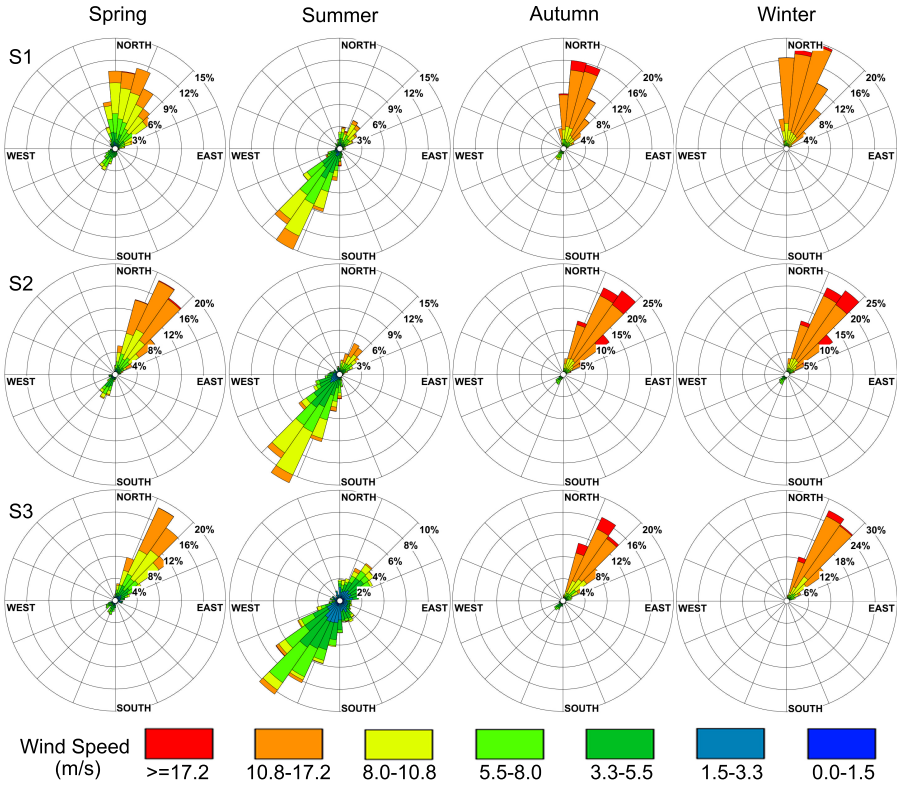 Spring Summer Autumn Winter
S1
NORTH NORTH NORTH NORTH
15% 15% 20% 20%
12% 12% 16% 16%
9% 9% 12% 12%
6% 6% 8% 8%
3% 3% 4% 4%
WEST EAST WEST EAST WEST EAST WEST EAST
SOUTH SOUTH SOUTH SOUTH
S2
NORTH NORTH NORTH NORTH
20% 15% 25% 25%
16% 12% 20% 20%
12% 9% 15% 15%
8% 6% 10% 10%
4% 3% 5% 5%
WEST EAST WEST EAST WEST EAST WEST EAST
SOUTH SOUTH SOUTH SOUTH
S3
NORTH NORTH NORTH NORTH
20% 10% 20% 30%
16% 8% 16% 24%
12% 6% 12% 18%
8% 4% 8% 12%
4% 2% 4% 6%
WEST EAST WEST EAST WEST EAST WEST EAST
SOUTH SOUTH SOUTH SOUTH
Wind Speed
(m/s)
>=17.2 10.8-17.2 8.0-10.8 5.5-8.0 3.3-5.5 1.5-3.3 0.0-1.5